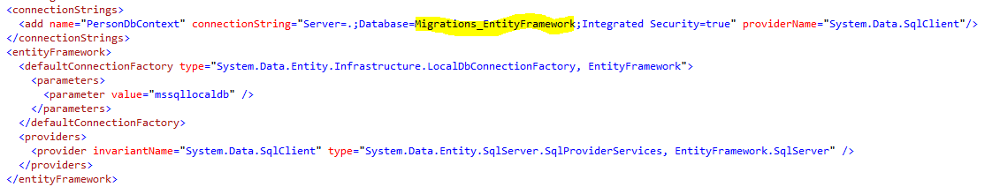 <connectionStrings>
<add name="PersonDbContext" connectionString="Server=.;Database=Migrations_EntityFramework;Integrated Security=true" providerName="System.Data.SqlClient"/>
</connectionStrings>
<entityFramework>
<defaultConnectionFactory type="System.Data.Entity.Infrastructure.LocalDbConnectionFactory, EntityFramework">
<parameters>
<parameter value="mssqllocaldb" />
</parameters>
</defaultConnectionFactory>
<providers>
<provider invariantName="System.Data.SqlClient" type="System.Data.Entity.SqlServer.SqlProviderServices, EntityFramework.SqlServer" />
</providers>
</entityFramework>